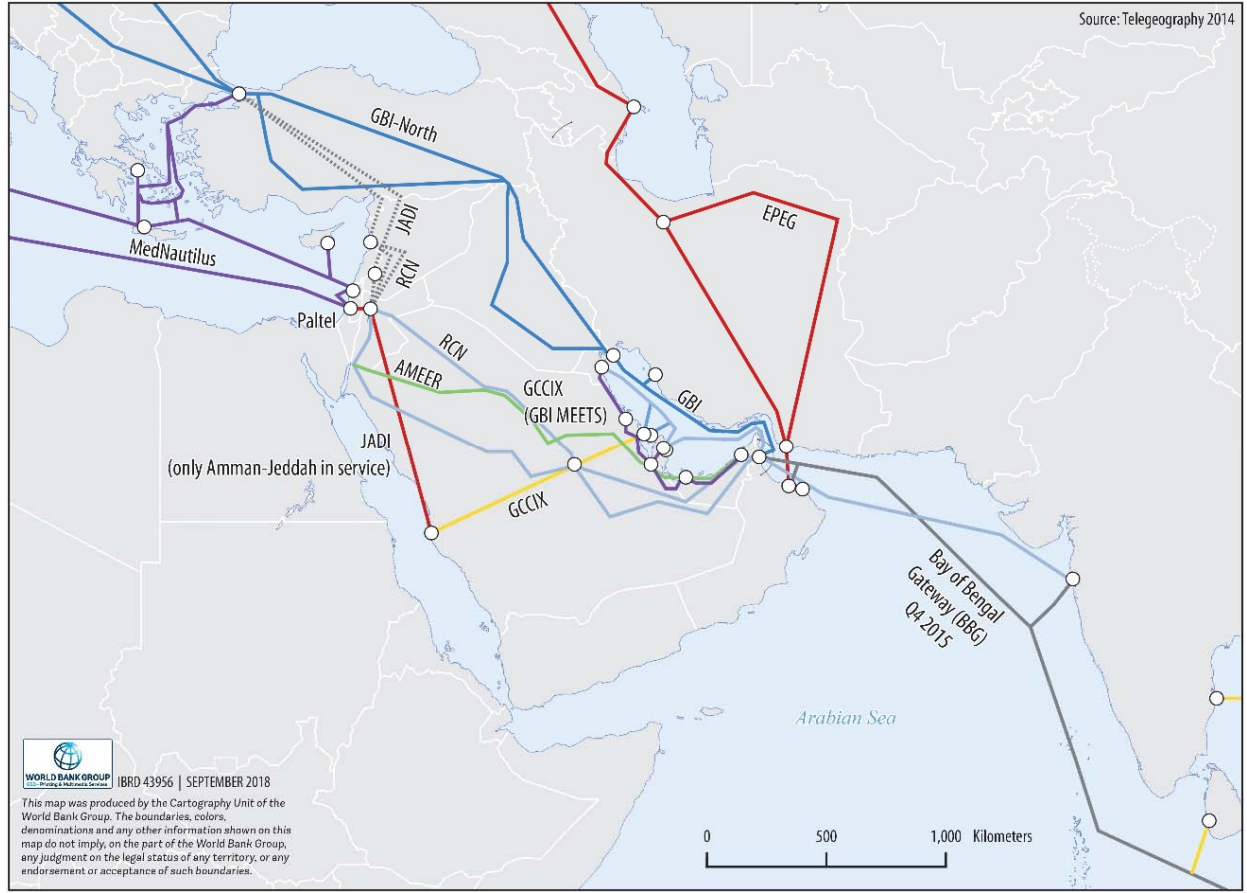 Source: Telegeography 2014
GBI-North
JADI
RCN
EPEG
MedNautilus
Paltel
RCN
AMEER
GCCIX
(GBI MEETS)
GBI
JADI
(only Amman-Jeddah in service)
GCCIX
Bay of Bengal
Gateway (BBG)
Q4 2015
Arabian Sea
WORLD BANK GROUP
IBRD 43956 | SEPTEMBER 2018
This map was produced by the Cartography Unit of the
World Bank Group. The boundaries, colors,
denominations and any other information shown on this
map do not imply, on the part of the World Bank Group,
any judgment on the legal status of any territory, or any
endorsement or acceptance of such boundaries.
0 500 1,000 Kilometers